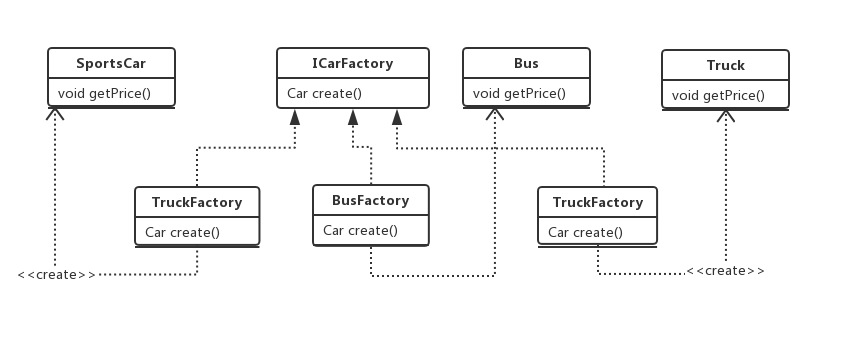 SportsCar
void getPrice()
ICarFactory
Car create()
Bus
void getPrice()
Truck
void getPrice()
TruckFactory
Car create()
BusFactory
Car create()
TruckFactory
Car create()
<<create>>
<<create>>